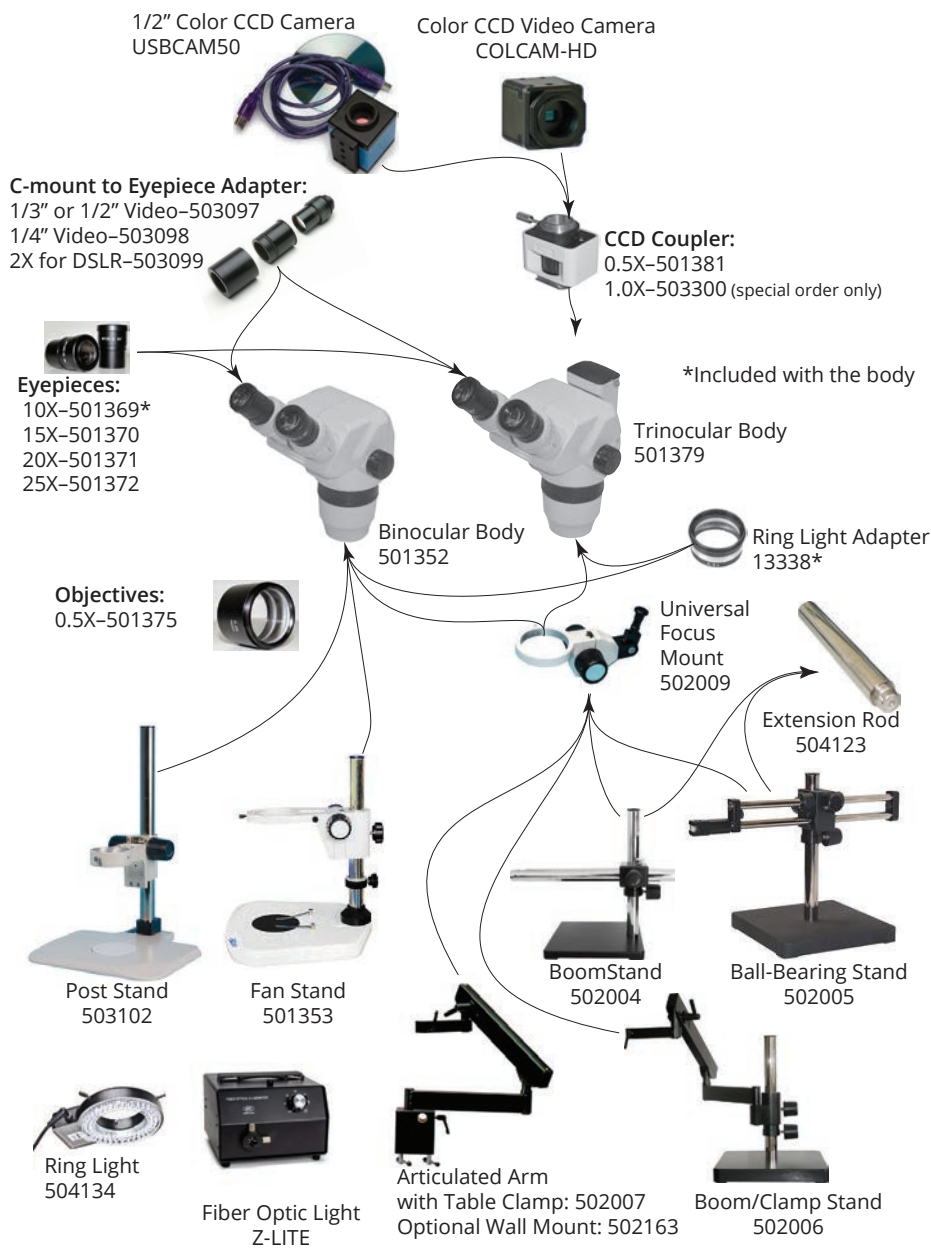 1/2” Color CCD Camera
USBCAM50
Color CCD Video Camera
COLCAM-HD
C-mount to Eyepiece Adapter:
1/3” or 1/2” Video–503097
1/4” Video–503098
2X for DSLR–503099
CCD Coupler:
0.5X–501381
1.0X–503300 (special order only)
Eyepieces:
10X–501369*
15X–501370
20X–501371
25X–501372
*Included with the body
Trinocular Body
501379
Binocular Body
501352
Ring Light Adapter
13338*
Objectives:
0.5X–501375
Universal
Focus
Mount
502009
Extension Rod
504123
Post Stand
503102
Fan Stand
501353
BoomStand
502004
Ball-Bearing Stand
502005
Ring Light
504134
Fiber Optic Light
Z-LITE
Articulated Arm
with Table Clamp: 502007
Optional Wall Mount: 502163
Boom/Clamp Stand
502006